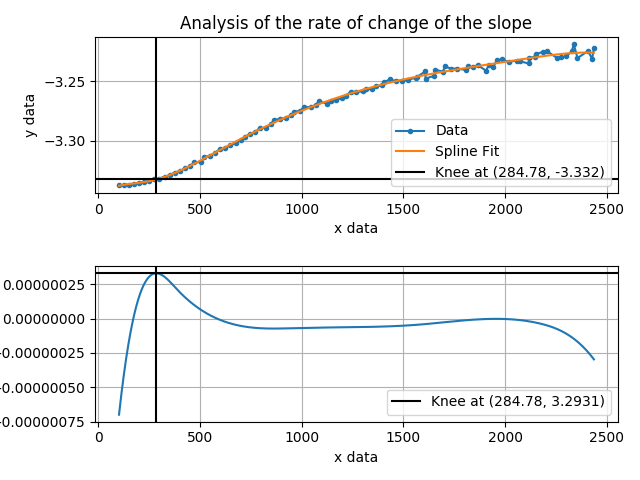 Analysis of the rate of change of the slope
−3.25
−3.30
y data
Data
Spline Fit
Knee at (284.78, -3.332)
0 500 1000 1500 2000 2500
x data
0.00000025
0.00000000
0.00000025
0.00000050
0.00000075
Knee at (284.78, 3.2931)
0 500 1000 1500 2000 2500
x data